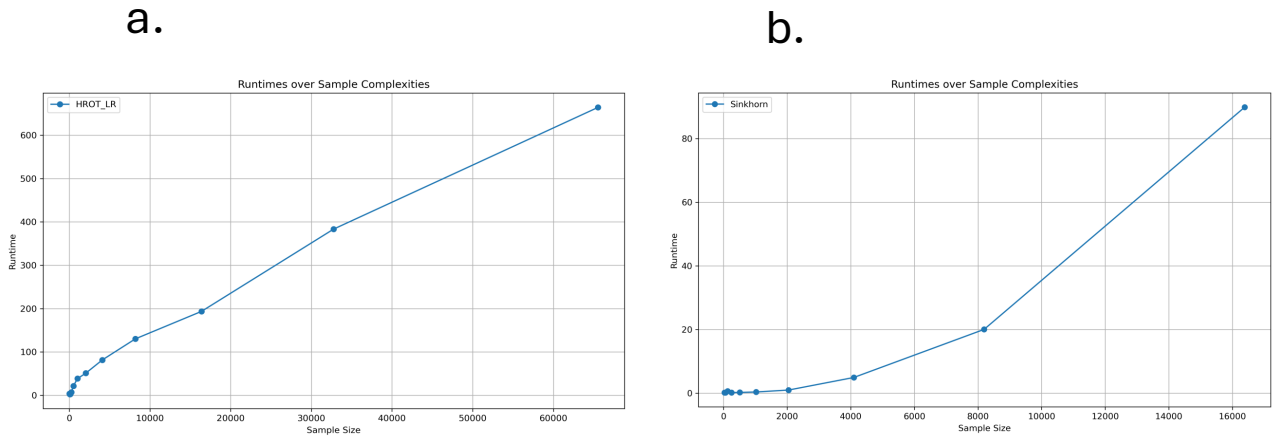 a.
b.
Runtimes over Sample Complexities
HROT_LR
Runtime
600
500
400
300
200
100
0
0 10000 20000 30000 40000 50000 60000
Sample Size
Runtimes over Sample Complexities
Sinkhorn
Runtime
80
60
40
20
0
0 2000 4000 6000 8000 10000 12000 14000 16000
Sample Size